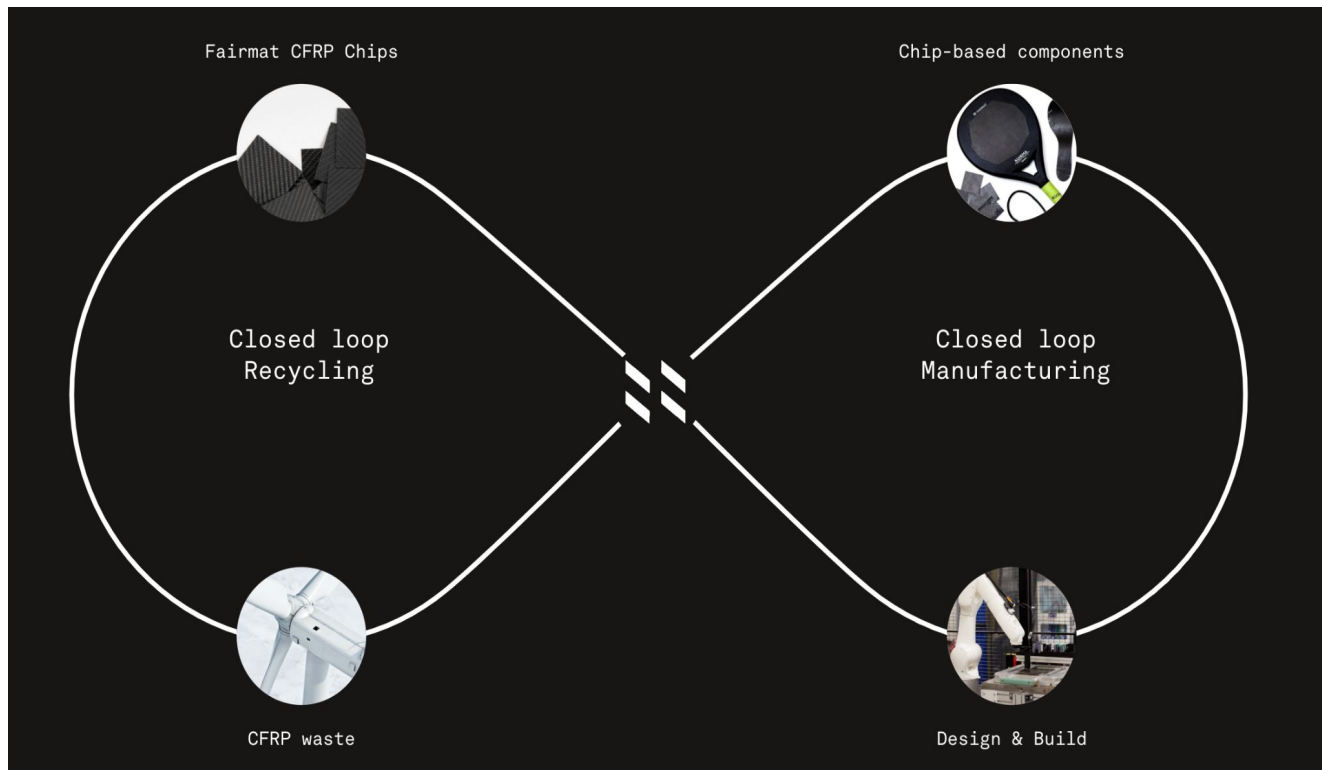 Fairmat CFRP Chips
Chip-based components
Closed loop
Recycling
Closed loop
Manufacturing
CFRP waste
Design & Build